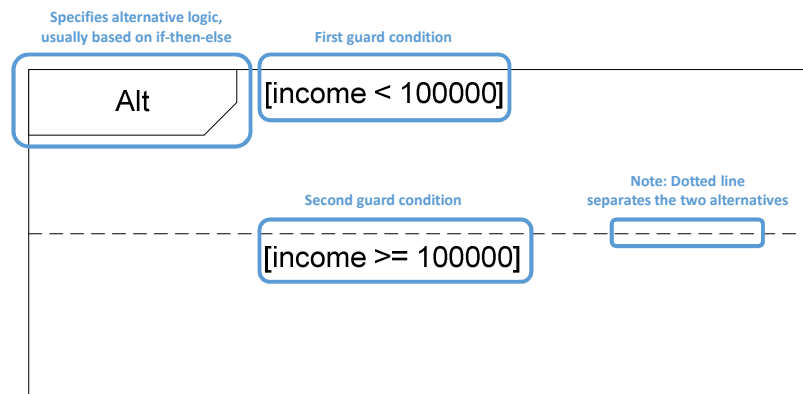 Specifies alternative logic,
usually based on if-then-else
First guard condition
Alt
[income < 100000]
Second guard condition
Note: Dotted line
separates the two alternatives
[income >= 100000]